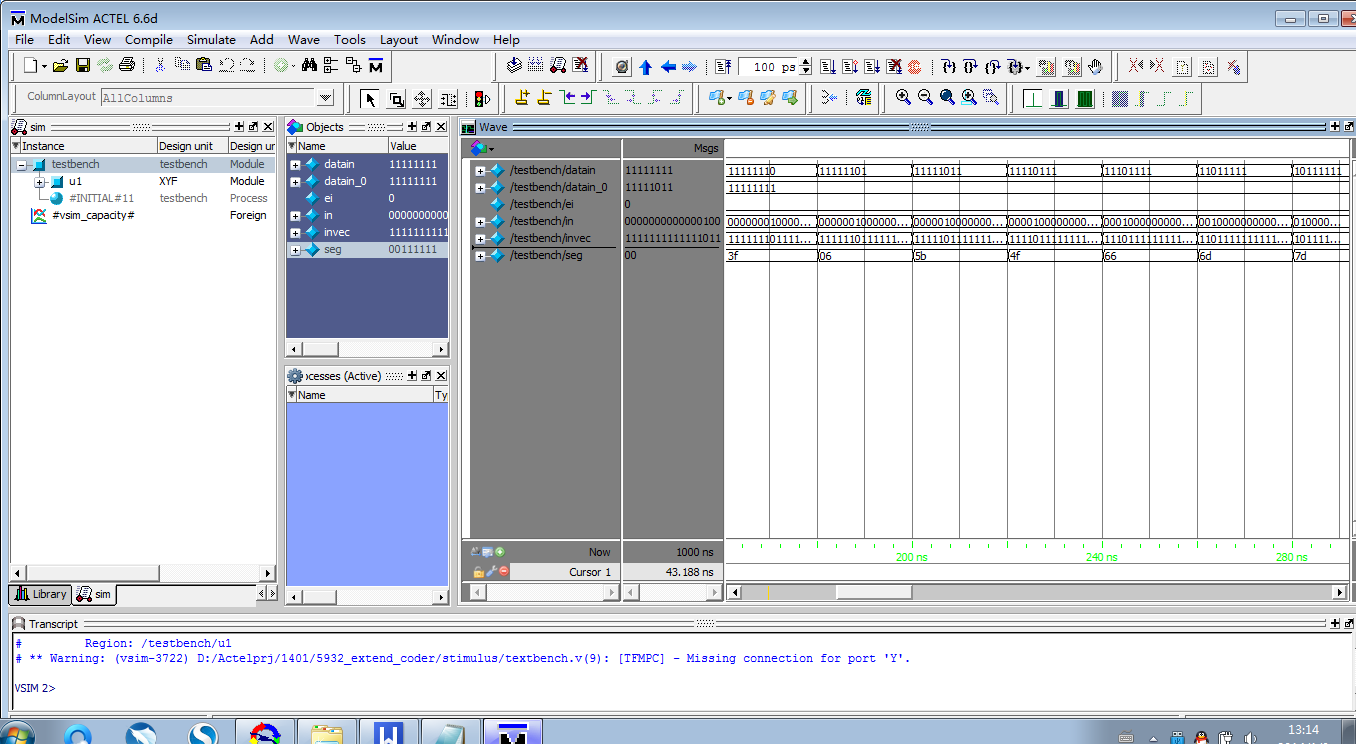 ModelSim ACTEL 6.6d
File Edit View Compile Simulate Add Wave Tools Layout Window Help
100 ps
ColumnLayout AllColumns
sim
Instance Design unit Design ur
testbench testbench Module
u1 XYF Module
#INITIAL#11 testbench Process
#vsim_capacity# Foreign
Library sim
Objects
Name Value
datain 11111111
datain_0 11111111
ei 0
in 0000000000
invec 1111111111
seg 00111111
ocesses (Active)
Name Ty
Wave
Msgs
/testbench/datain 11111111 11111110 11111101 11111011 11110111 11101111 11011111 10111111
/testbench/datain_0 11111011 11111111
/testbench/ei 0
/testbench/in 0000000000000100 000000010000... 0000001000000... 0000010000000... 0000100000000... 0001000000000... 0010000000000... 010000...
/testbench/invec 1111111111111011 111111101111... 1111110111111... 1111101111111... 1111011111111... 1110111111111... 1101111111111... 101111...
/testbench/seg 00 3f 06 5b 4f 66 6d 7d
Now 1000 ns
200 ns 240 ns 280 ns
Cursor 1 43.188 ns
Transcript
# Region: /testbench/u1
# ** Warning: (vsim-3722) D:/Actelprj/1401/5932_extend_coder/stimulus/textbench.v(9): [TFMPC] - Missing connection for port 'Y'.
VSIM 2>
13:14